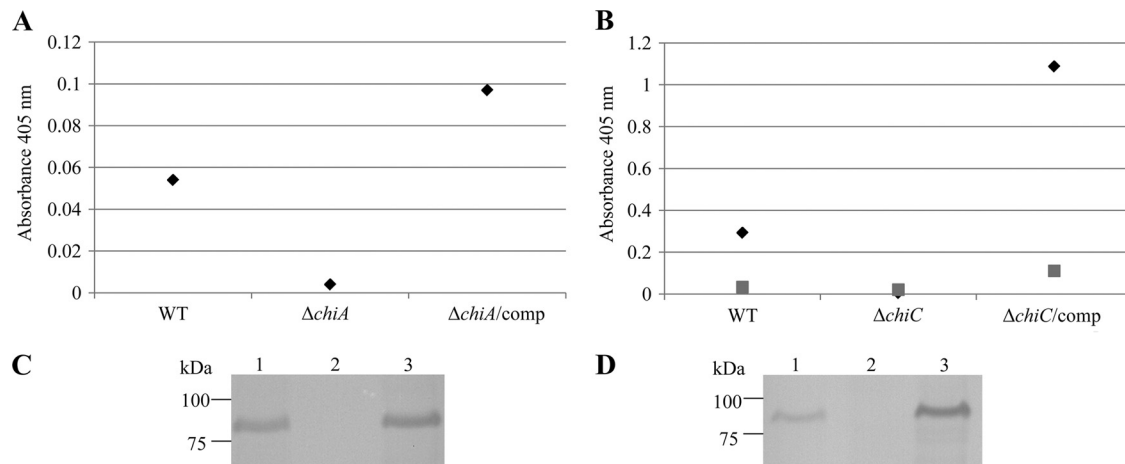 A
Absorbance 405 nm
0.12
0.1
0.08
0.06
0.04
0.02
0
WT
ΔchiA
ΔchiA/comp
B
Absorbance 405 nm
1.2
1
0.8
0.6
0.4
0.2
0
WT
ΔchiC
ΔchiC/comp
C
kDa
1
2
3
100
75
D
kDa
1
2
3
100
75